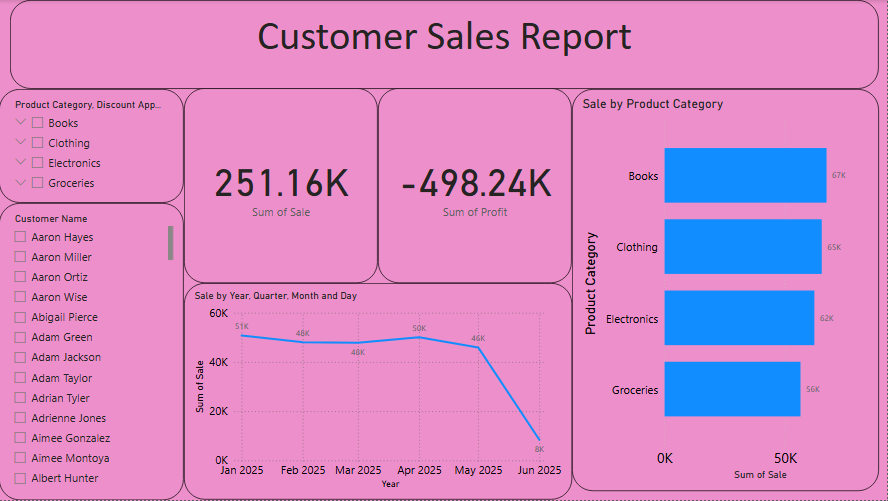 Customer Sales Report
Product Category, Discount App...
Books
Clothing
Electronics
Groceries
Customer Name
Aaron Hayes
Aaron Miller
Aaron Ortiz
Aaron Wise
Abigail Pierce
Adam Green
Adam Jackson
Adam Taylor
Adrian Tyler
Adrienne Jones
Aimee Gonzalez
Aimee Montoya
Albert Hunter
251.16K
Sum of Sale
-498.24K
Sum of Profit
Sale by Year, Quarter, Month and Day
Sum of Sale
60K
40K
20K
0K
51K
48K
48K
50K
46K
8K
Jan 2025
Feb 2025
Mar 2025
Apr 2025
May 2025
Jun 2025
Year
Sale by Product Category
Product Category
Books
67K
Clothing
65K
Electronics
62K
Groceries
56K
0K
50K
Sum of Sale